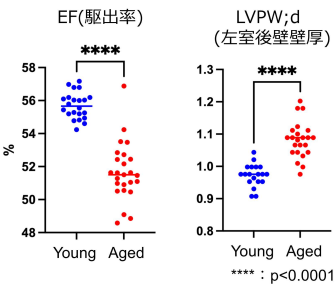 EF(駆出率)
LVPW;d
(左室後壁壁厚)
****
****
58
56
54
52
50
48
%
1.3
1.2
1.1
1.0
0.9
0.8
Young Aged
Young Aged
****：p<0.0001